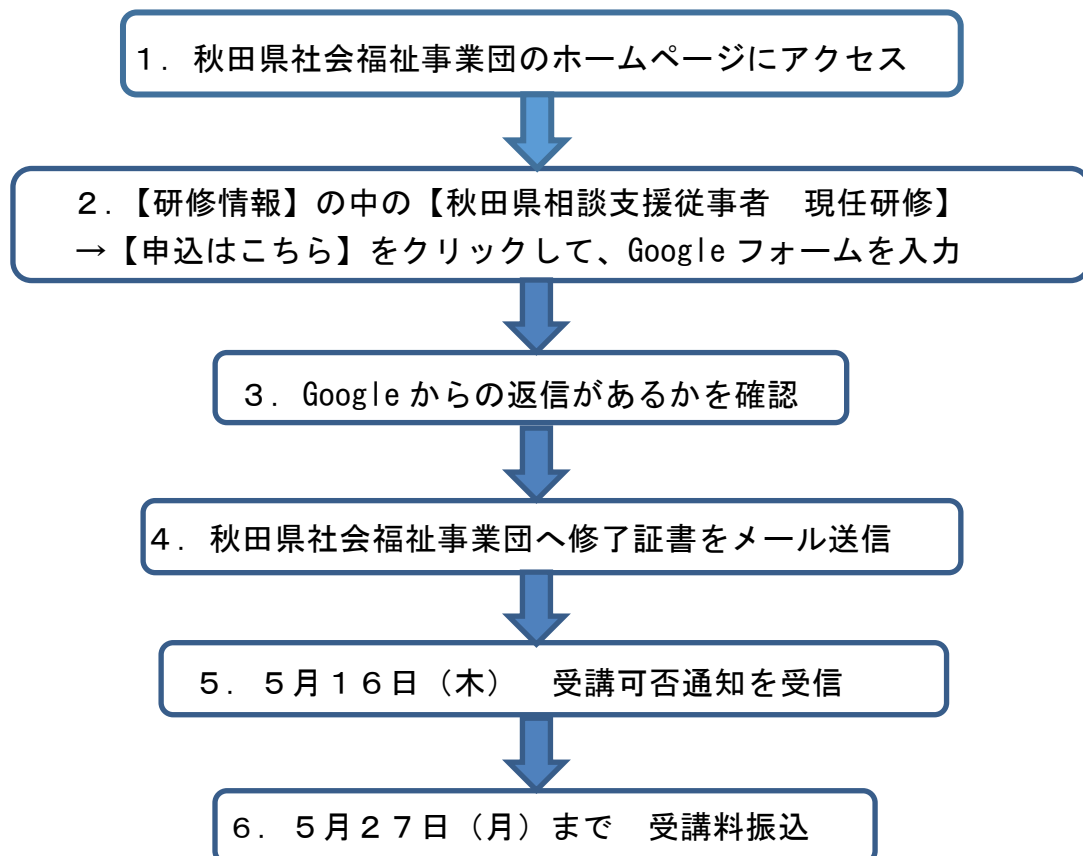 １．秋田県社会福祉事業団のホームページにアクセス
２．【研修情報】の中の【秋田県相談支援従事者　現任研修】
→【申込はこちら】をクリックして、Google フォームを入力
３．Google からの返信があるかを確認
４．秋田県社会福祉事業団へ修了証書をメール送信
５．５月１６日（木）　受講可否通知を受信
６．５月２７日（月）まで　受講料振込